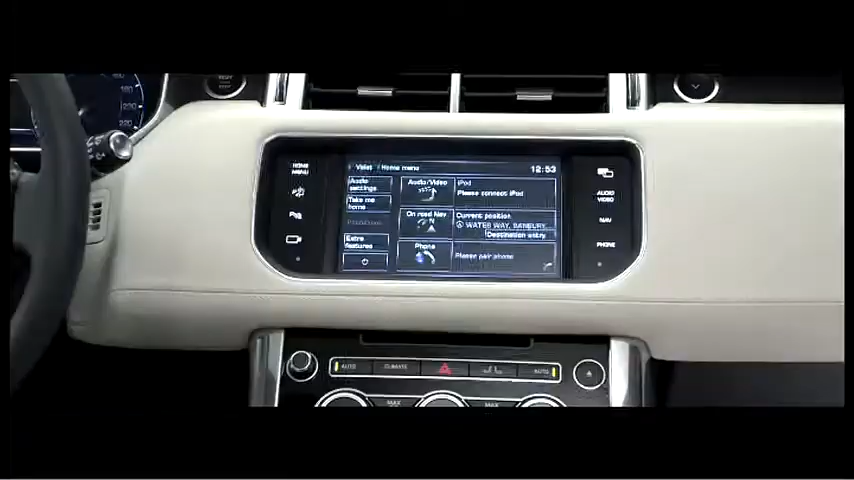 180
220
HOME
MENU
Valet
Home menu
12:53
Audio
settings
Take me
home
Extra
features
Audio/Video
iPod
Please connect iPod
On road Nav
N
Current position
WATER WAY, BANBURY,
Destination entry
Phone
Please pair phone
AUDIO
VIDEO
NAV
PHONE
AUTO
CLIMATE
AUTO
MAX
MAX